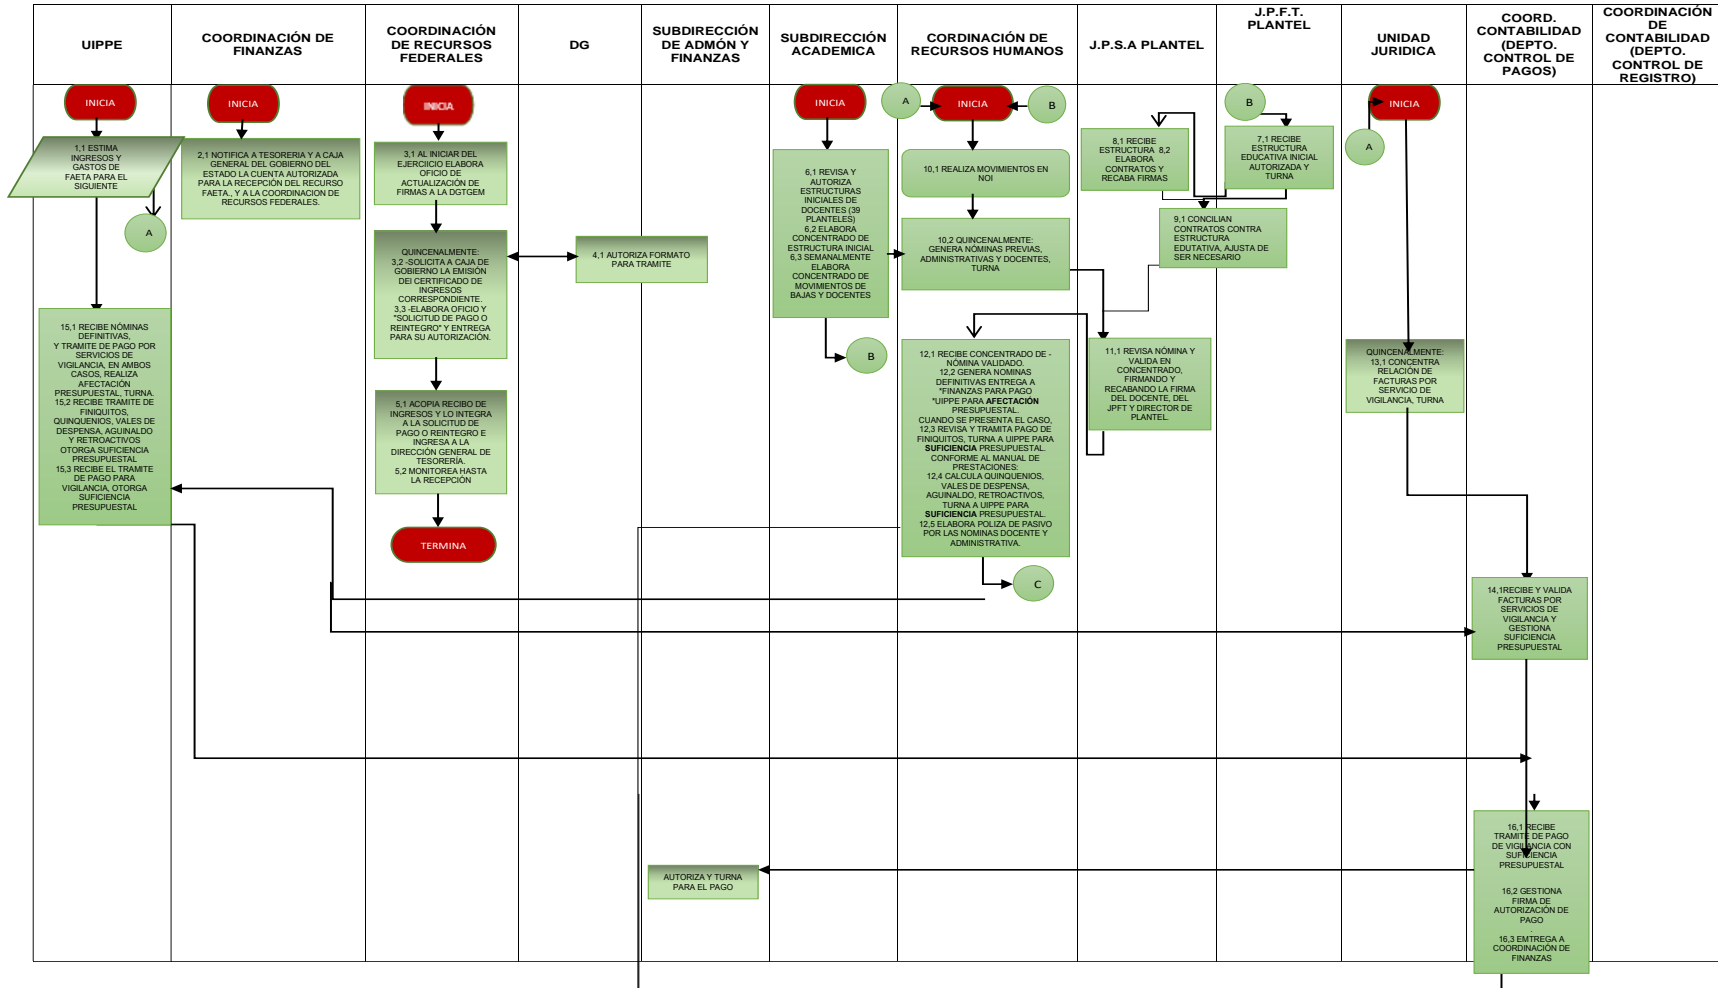 UIPPE
COORDINACIÓN DE
FINANZAS
COORDINACIÓN
DE RECURSOS
FEDERALES
DG
SUBDIRECCIÓN
DE ADMÓN Y
FINANZAS
SUBDIRECCIÓN
ACADEMICA
CORDINACIÓN DE
RECURSOS HUMANOS
J.P.S.A PLANTEL
J.P.F.T.
PLANTEL
UNIDAD
JURIDICA
COORD.
CONTABILIDAD
(DEPTO.
CONTROL DE
PAGOS)
COORDINACIÓN
DE
CONTABILIDAD
(DEPTO.
CONTROL DE
REGISTRO)
INICIA
1,1 ESTIMA
INGRESOS Y
GASTOS DE
FAETA PARA EL
SIGUIENTE
A
15,1 RECIBE NÓMINAS
DEFINITIVAS,
Y TRAMITE DE PAGO POR
SERVICIOS DE
VIGILANCIA, EN AMBOS
CASOS, REALIZA
AFECTACIÓN
PRESUPUESTAL, TURNA.
15,2 RECIBE TRAMITE DE
FINIQUITOS,
QUINQUENIOS, VALES DE
DESPENSA, AGUINALDO
Y RETROACTIVOS
OTORGA SUFICIENCIA
PRESUPUESTAL
15,3 RECIBE EL TRAMITE
DE PAGO PARA
VIGILANCIA, OTORGA
SUFICIENCIA
PRESUPUESTAL
INICIA
2,1 NOTIFICA A TESORERIA Y A CAJA
GENERAL DEL GOBIERNO DEL
ESTADO LA CUENTA AUTORIZADA
PARA LA RECEPCIÓN DEL RECURSO
FAETA., Y A LA COORDINACION DE
RECURSOS FEDERALES.
INICIA
3,1 AL INICIAR DEL
EJERCICIO ELABORA
OFICIO DE
ACTUALIZACIÓN DE
FIRMAS A LA DGTGEM
QUINCENALMENTE:
3,2 -SOLICITA A CAJA DE
GOBIERNO LA EMISIÓN
DEl CERTIFICADO DE
INGRESOS
CORRESPONDIENTE.
3,3 -ELABORA OFICIO Y
"SOLICITUD DE PAGO O
REINTEGRO" Y ENTREGA
PARA SU AUTORIZACIÓN.
5,1 ACOPIA RECIBO DE
INGRESOS Y LO INTEGRA
A LA SOLICITUD DE
PAGO O REINTEGRO E
INGRESA A LA
DIRECCIÓN GENERAL DE
TESORERÍA.
5,2 MONITOREA HASTA
LA RECEPCIÓN
TERMINA
4,1 AUTORIZA FORMATO
PARA TRAMITE
AUTORIZA Y TURNA
PARA EL PAGO
INICIA
6,1 REVISA Y
AUTORIZA
ESTRUCTURAS
INICIALES DE
DOCENTES (39
PLANTELES)
6,2 ELABORA
CONCENTRADO DE
ESTRUCTURA INICIAL
6,3 SEMANALMENTE
ELABORA
CONCENTRADO DE
MOVIMIENTOS DE
BAJAS Y DOCENTES
B
A
INICIA
B
10,1 REALIZA MOVIMIENTOS EN
NOI
10,2 QUINCENALMENTE:
GENERA NÓMINAS PREVIAS,
ADMINISTRATIVAS Y DOCENTES,
TURNA
12,1 RECIBE CONCENTRADO DE -
NÓMINA VALIDADO.
12,2 GENERA NOMINAS
DEFINITIVAS ENTREGA A
*FINANZAS PARA PAGO
*UIPPE PARA AFECTACIÓN
PRESUPUESTAL.
CUANDO SE PRESENTA EL CASO,
12,3 REVISA Y TRAMITA PAGO DE
FINIQUITOS, TURNA A UIPPE PARA
SUFICIENCIA PRESUPUESTAL.
CONFORME AL MANUAL DE
PRESTACIONES:
12,4 CALCULA QUINQUENIOS,
VALES DE DESPENSA,
AGUINALDO, RETROACTIVOS,
TURNA A UIPPE PARA
SUFICIENCIA PRESUPUESTAL.
12,5 ELABORA POLIZA DE PASIVO
POR LAS NOMINAS DOCENTE Y
ADMINISTRATIVA.
C
8,1 RECIBE
ESTRUCTURA 8,2
ELABORA
CONTRATOS Y
RECABA FIRMAS
9,1 CONCILIAN
CONTRATOS CONTRA
ESTRUCTURA
EDUTATIVA, AJUSTA DE
SER NECESARIO
11,1 REVISA NÓMINA Y
VALIDA EN
CONCENTRADO,
FIRMANDO Y
RECABANDO LA FIRMA
DEL DOCENTE, DEL
JPFT Y DIRECTOR DE
PLANTEL.
B
7,1 RECIBE
ESTRUCTURA
EDUCATIVA INICIAL
AUTORIZADA Y
TURNA
INICIA
A
QUINCENALMENTE:
13,1 CONCENTRA
RELACIÓN DE
FACTURAS POR
SERVICIO DE
VIGILANCIA, TURNA
14,1RECIBE Y VALIDA
FACTURAS POR
SERVICIOS DE
VIGILANCIA Y
GESTIONA
SUFICIENCIA
PRESUPUESTAL
16,1 RECIBE
TRAMITE DE PAGO
DE VIGILANCIA CON
SUFICIENCIA
PRESUPUESTAL
16,2 GESTIONA
FIRMA DE
AUTORIZACIÓN DE
PAGO
.
16,3 EMTREGA A
COORDINACIÓN DE
FINANZAS